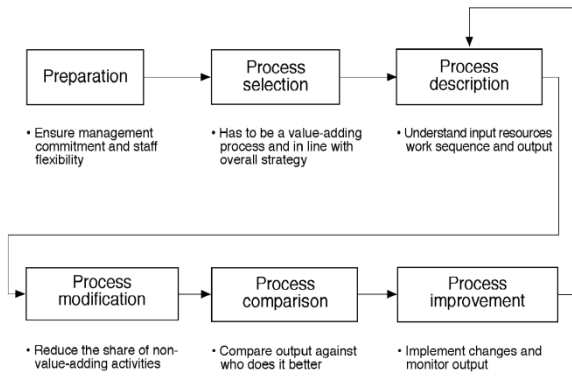 Preparation
Process
selection
Process
description
• Ensure management
commitment and staff
flexibility
• Has to be a value-adding
process and in line with
overall strategy
• Understand input resources
work sequence and output
Process
modification
Process
comparison
Process
improvement
• Reduce the share of non-
value-adding activities
• Compare output against
who does it better
• Implement changes and
monitor output